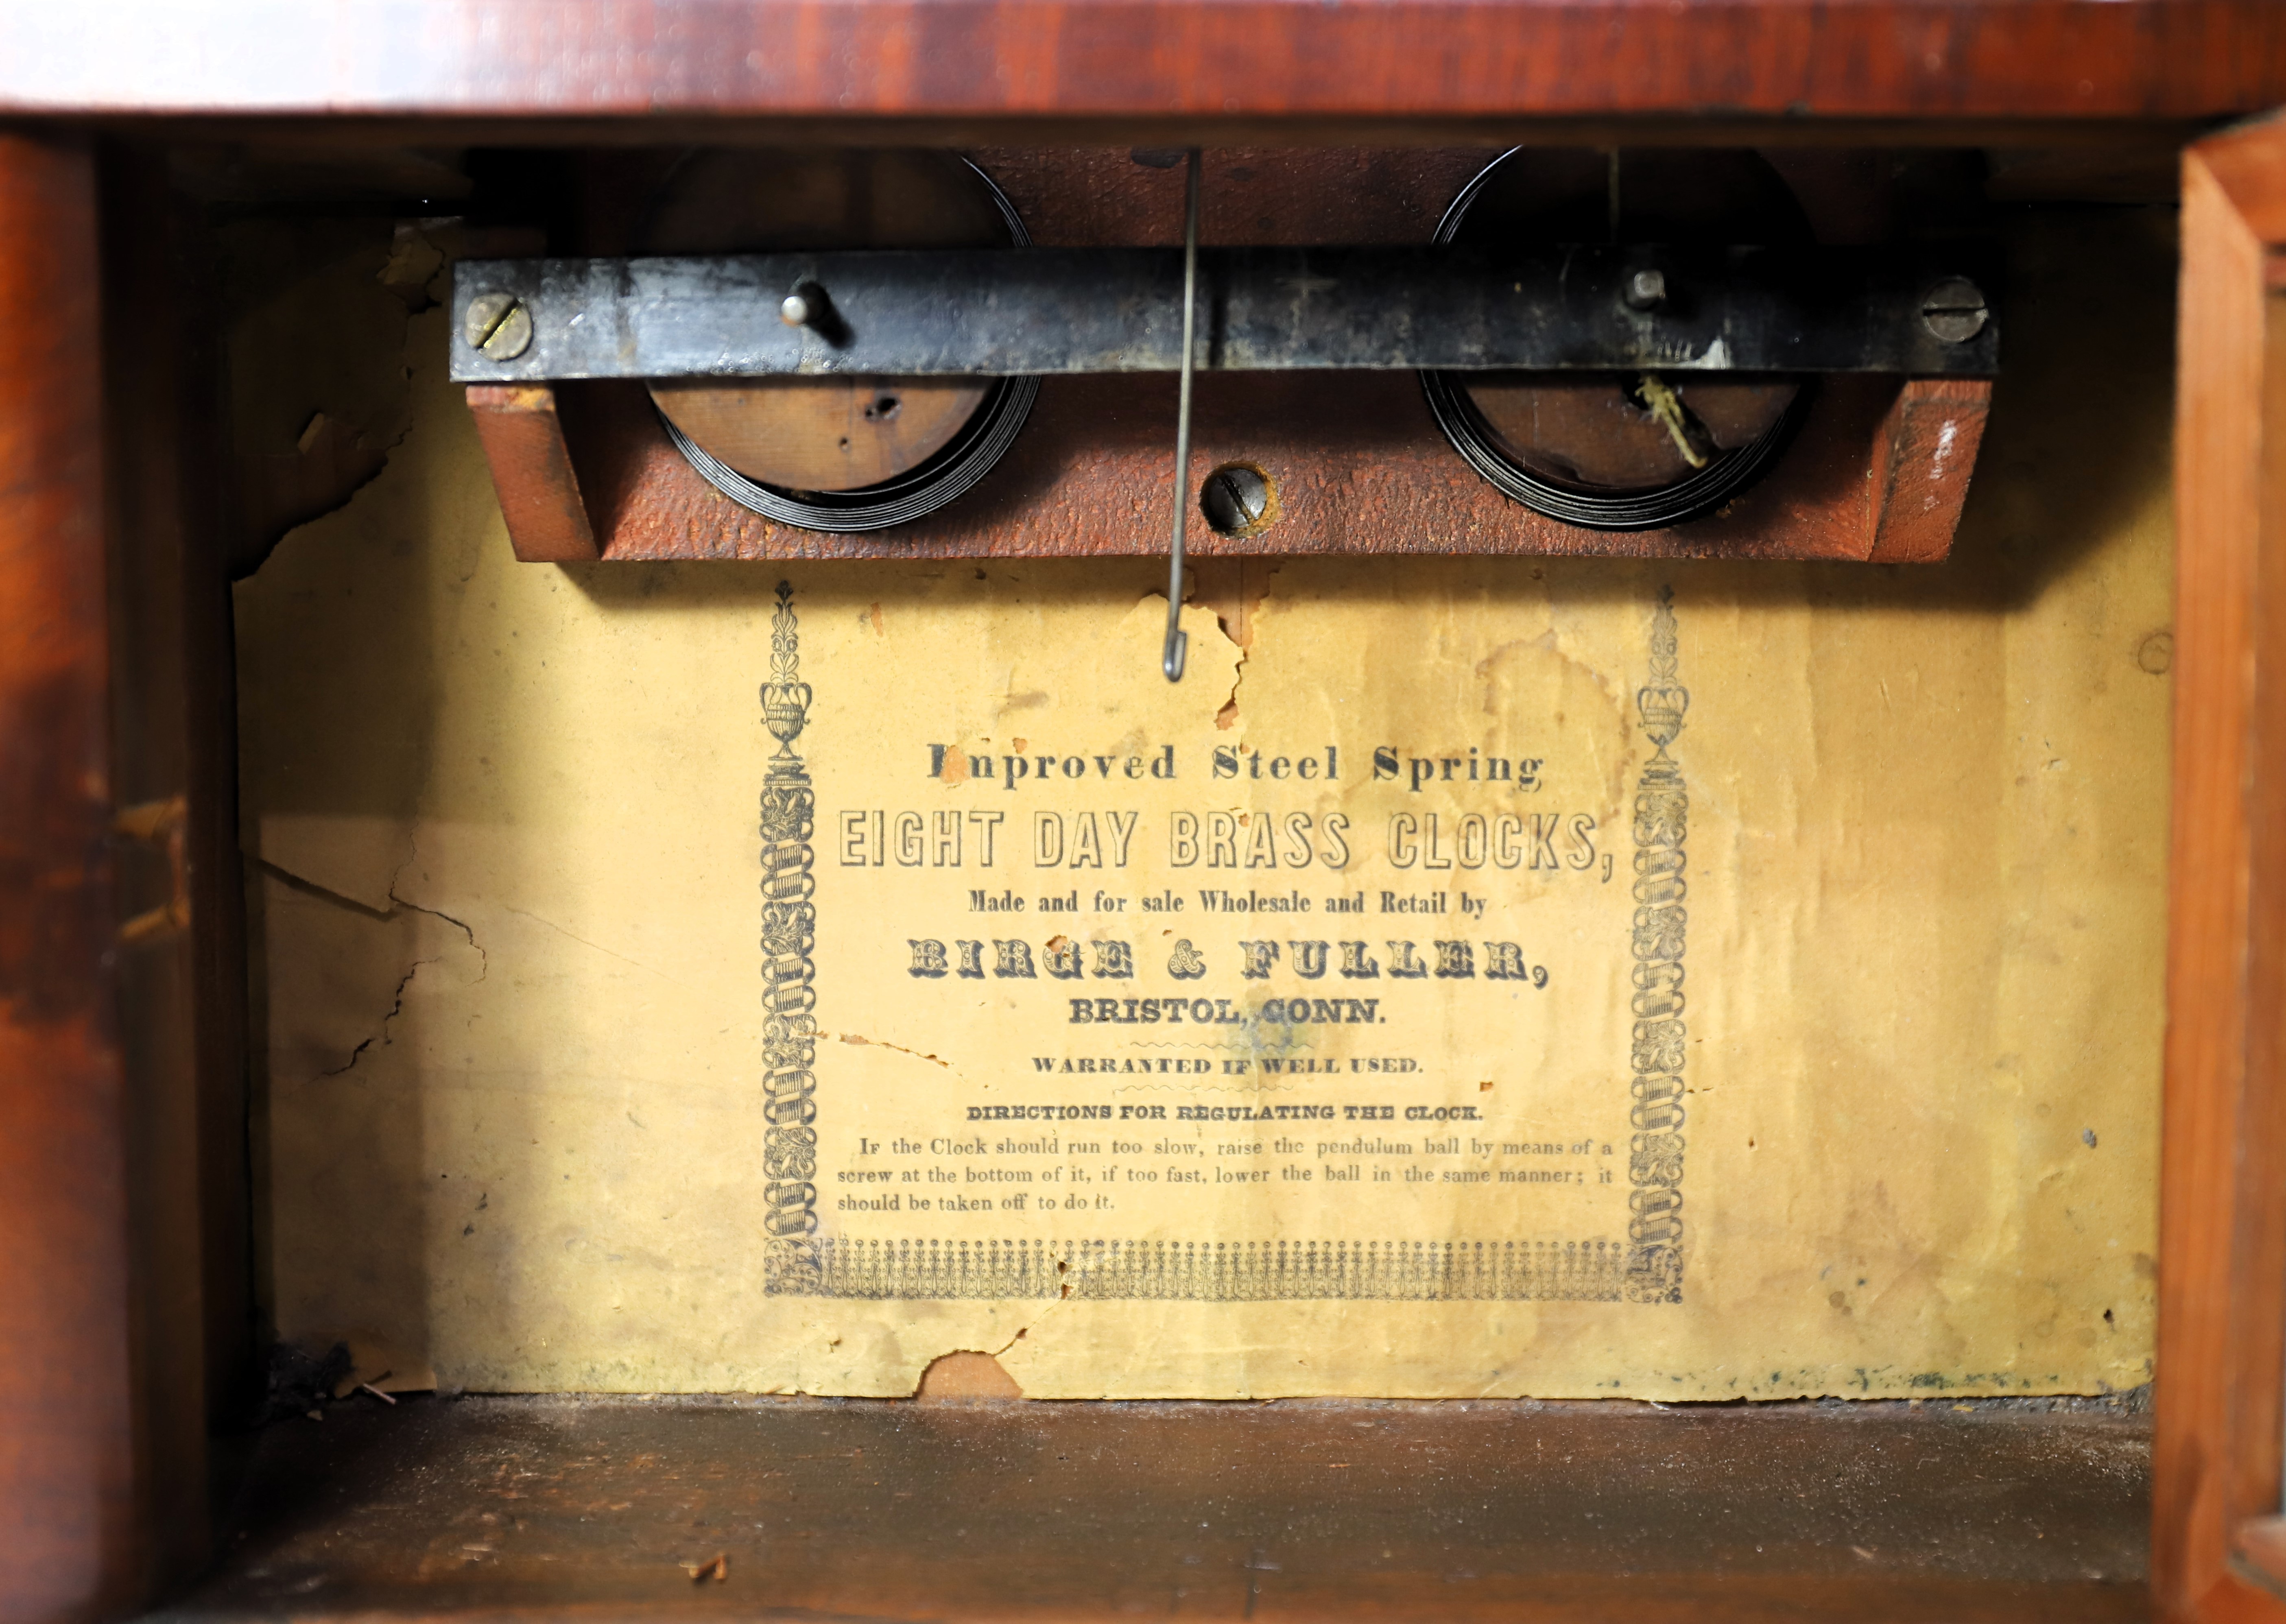 Improved Steel Spring
EIGHT DAY BRASS CLOCKS,
Made and for sale Wholesale and Retail by
BIRGE & FULLER,
BRISTOL, CONN.
WARRANTED IF WELL USED.
DIRECTIONS FOR REGULATING THE CLOCK.
IF the Clock should run too slow, raise the pendulum ball by means of a
screw at the bottom of it, if too fast, lower the ball in the same manner; it
should be taken off to do it.